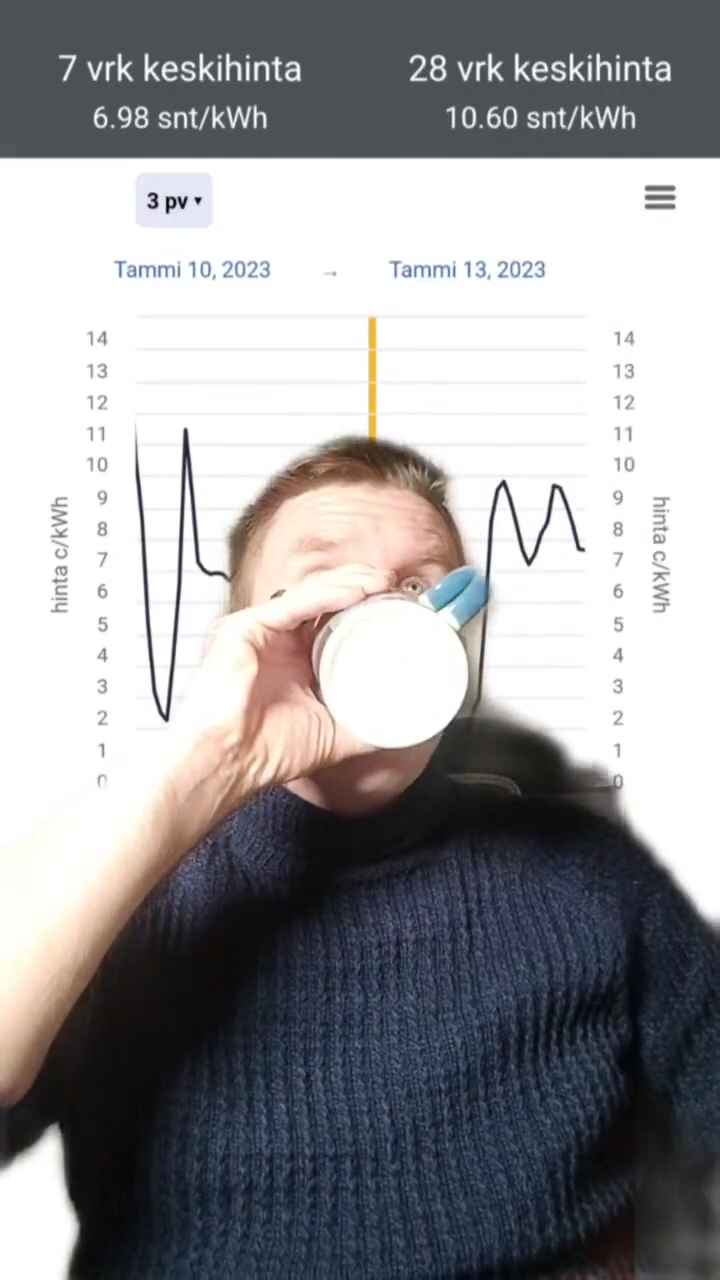 7 vrk keskihinta
6.98 snt/kWh
28 vrk keskihinta
10.60 snt/kWh
3 pv ▾
Tammi 10, 2023 → Tammi 13, 2023
14 14
13 13
12 12
11 11
10 10
9 9
8 8
7 7
6 6
5 5
4 4
3 3
2 2
1 1
0 0
hinta c/kWh
hinta c/kWh